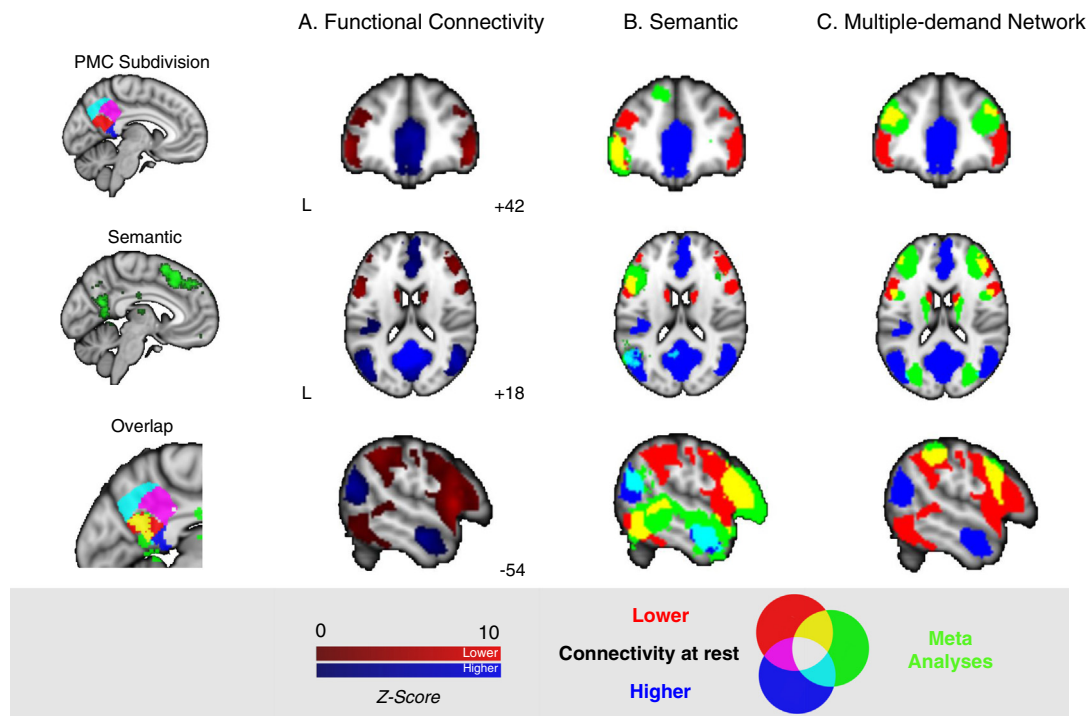 A. Functional Connectivity
B. Semantic
C. Multiple-demand Network
PMC Subdivision
L
+42
Semantic
L
+18
Overlap
-54
0
10
Lower
Higher
Z-Score
Lower
Connectivity at rest
Higher
Meta
Analyses